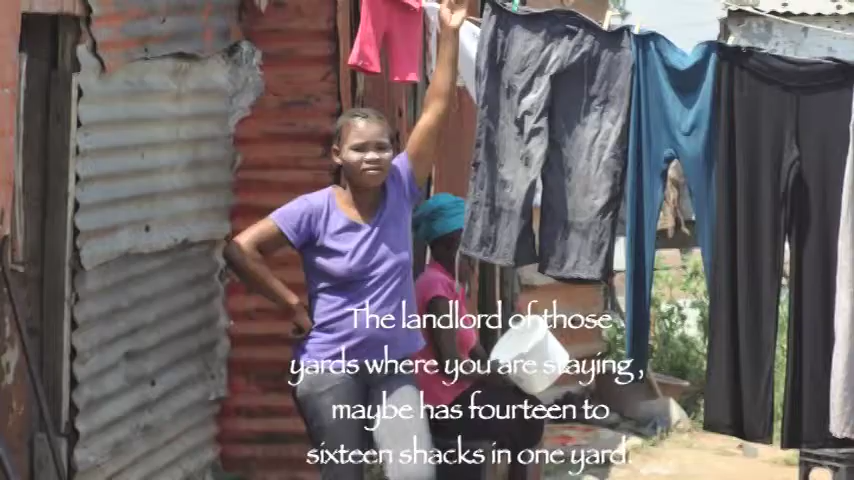 The landlord of those
yards where you are staying ,
maybe has fourteen to
sixteen shacks in one yard.